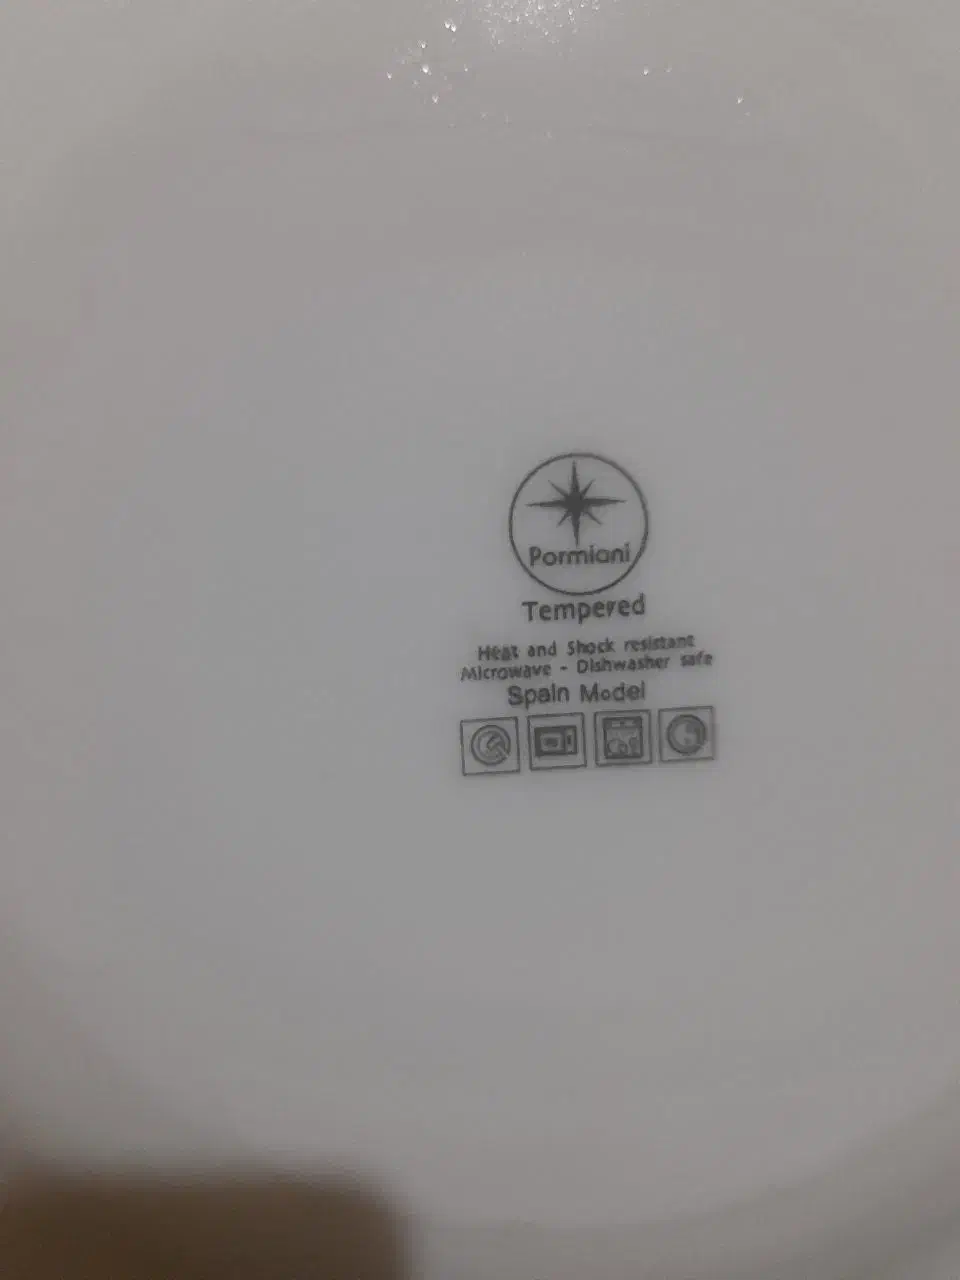 Pormiani
Tempered
Heat and Shock resistant
Microwave - Dishwasher safe
Spain Model